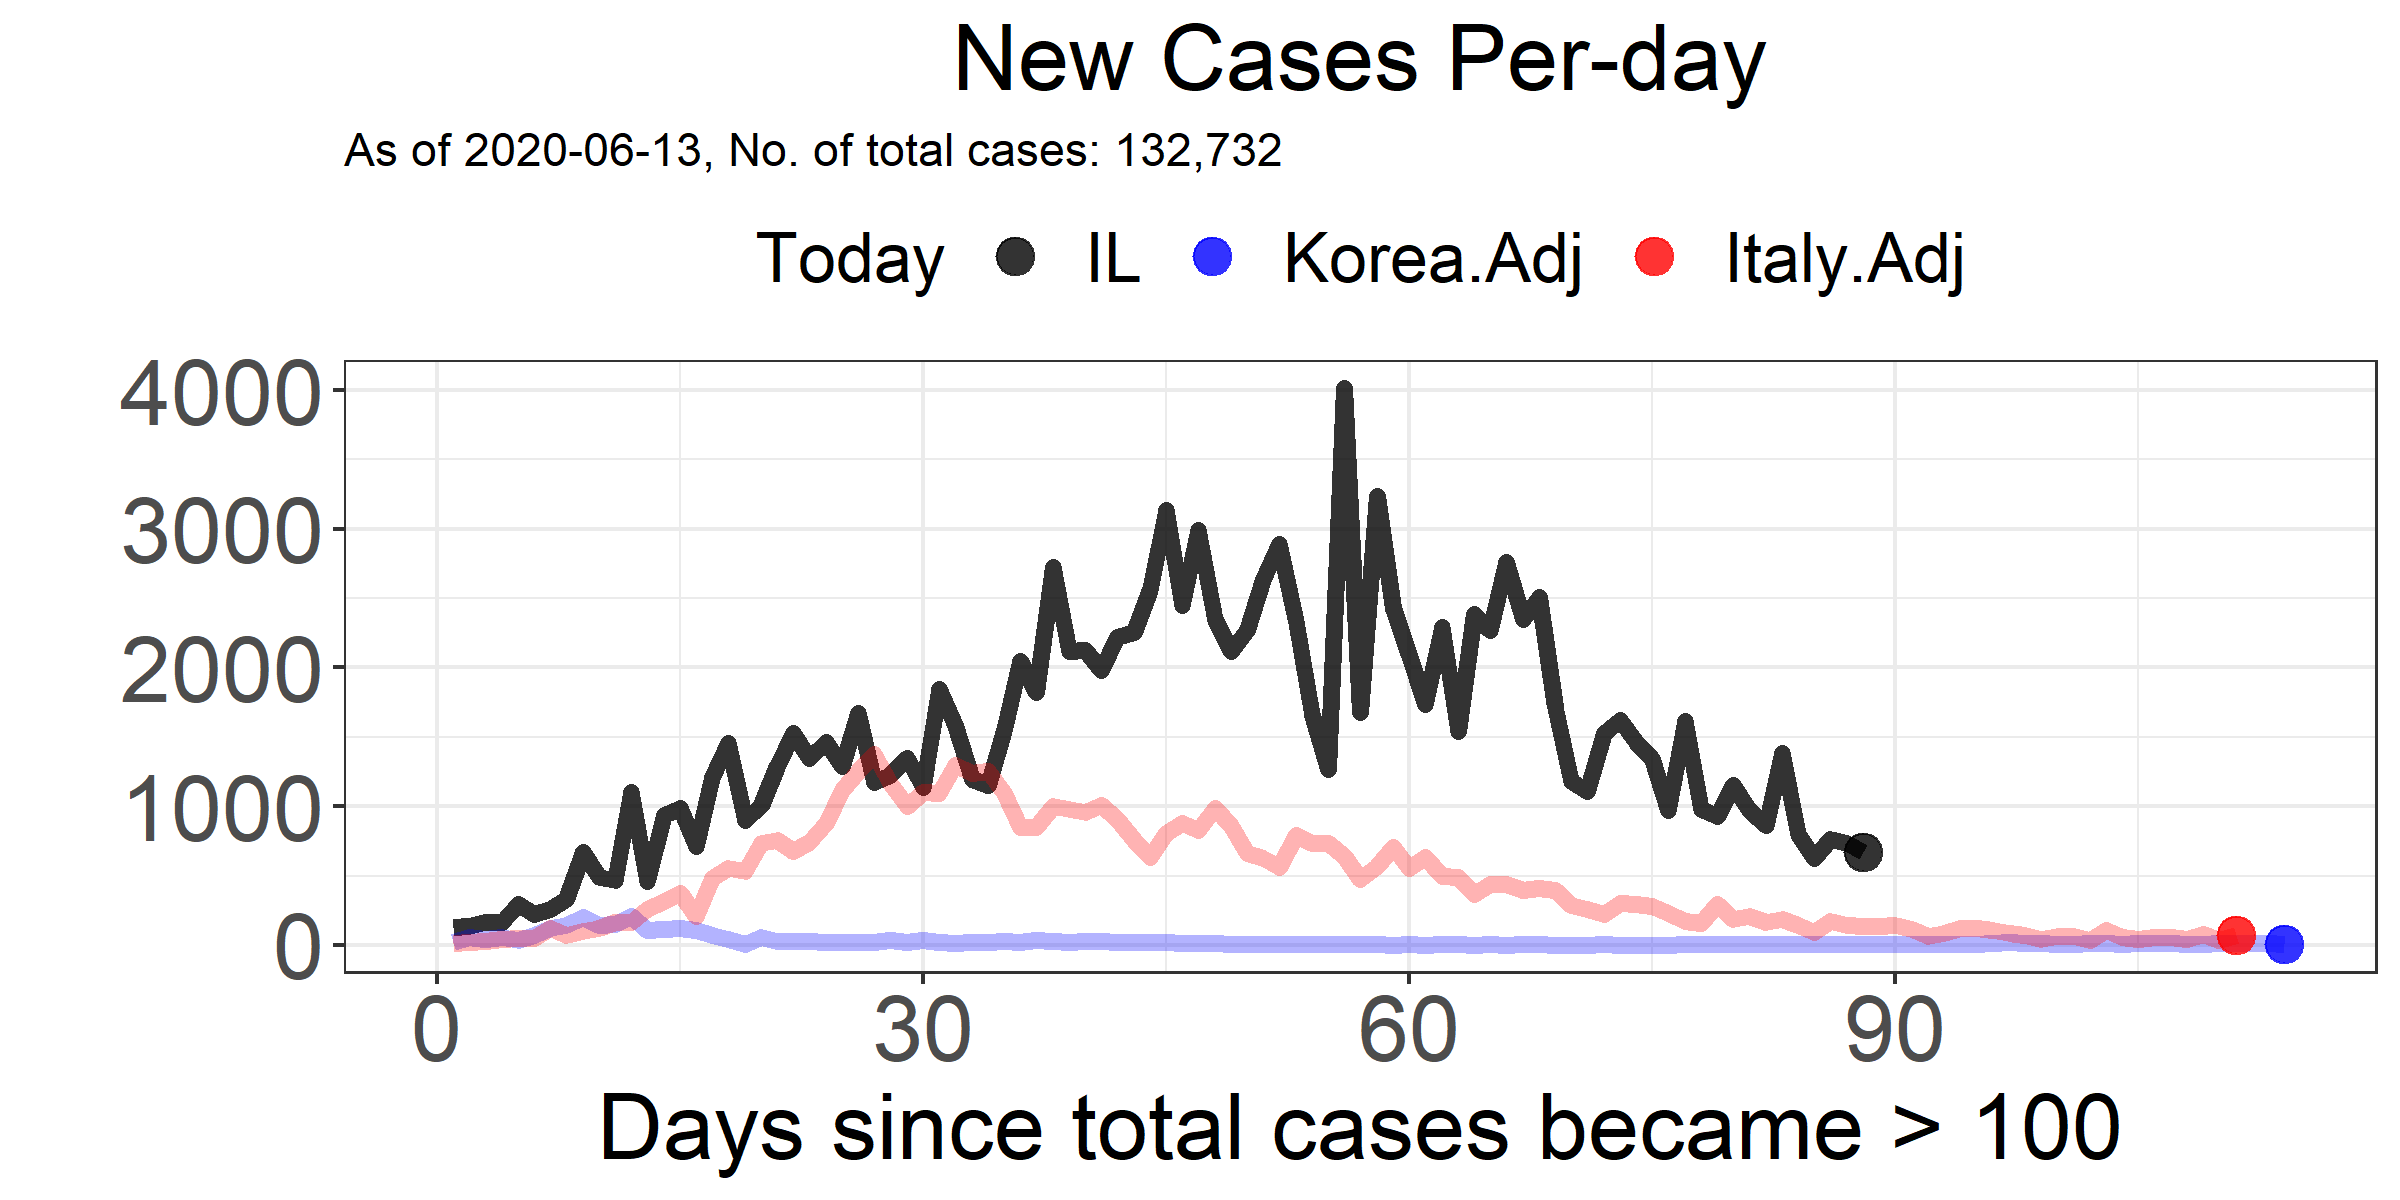 New Cases Per-day
As of 2020-06-13, No. of total cases: 132,732
Today IL Korea.Adj Italy.Adj
4000
3000
2000
1000
0
0 30 60 90
Days since total cases became > 100